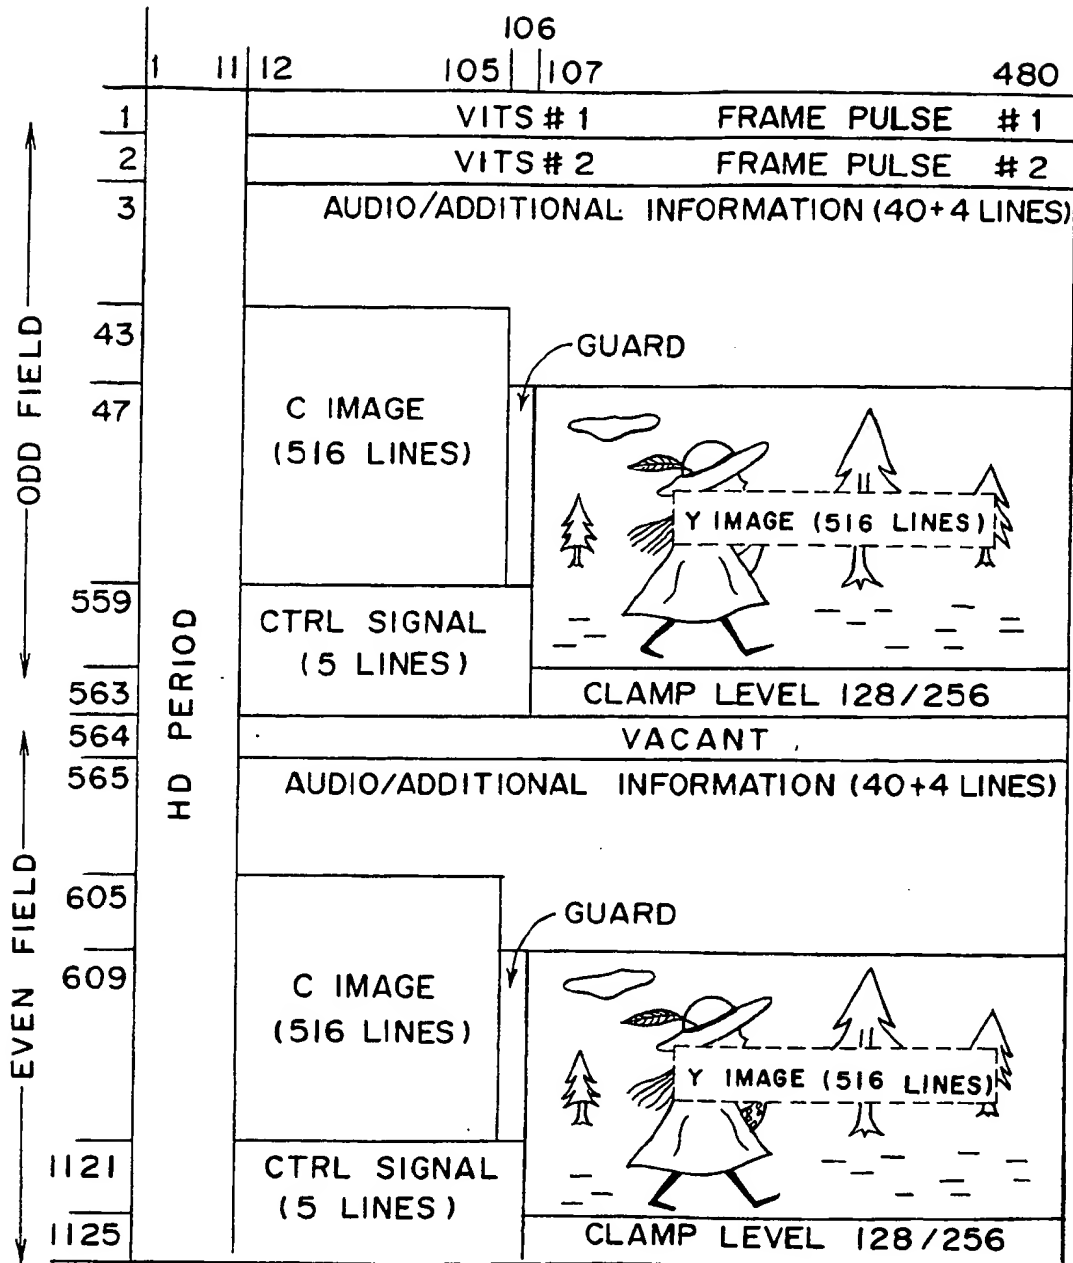 106
1 11 12 105 107 480
1 VITS # 1 FRAME PULSE # 1
2 VITS # 2 FRAME PULSE # 2
3 AUDIO/ADDITIONAL INFORMATION (40+4 LINES)
ODD FIELD
43
GUARD
47
C IMAGE
(516 LINES)
Y IMAGE (516 LINES)
559
CTRL SIGNAL
(5 LINES)
563
CLAMP LEVEL 128/256
HD PERIOD
564 VACANT
565 AUDIO/ADDITIONAL INFORMATION (40+4 LINES)
EVEN FIELD
605
GUARD
609
C IMAGE
(516 LINES)
Y IMAGE (516 LINES)
1121
CTRL SIGNAL
(5 LINES)
1125
CLAMP LEVEL 128/256